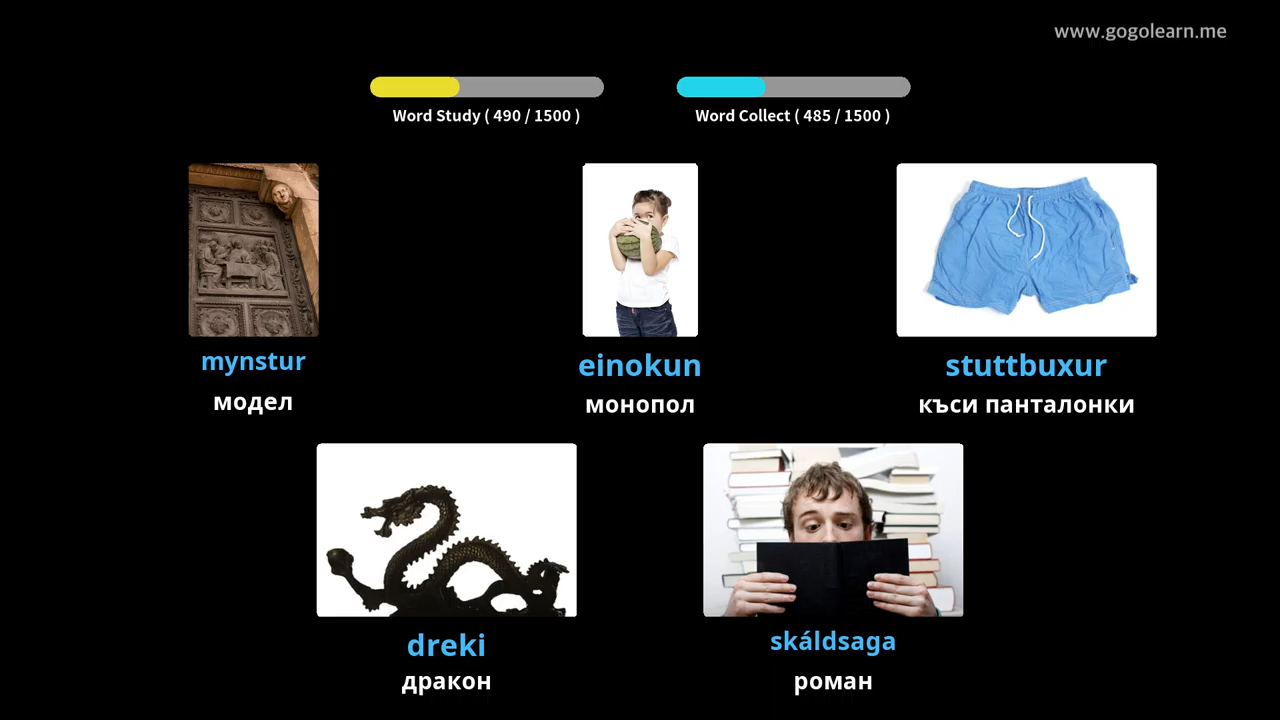 www.gogolearn.me
Word Study ( 490 / 1500 )
Word Collect ( 485 / 1500 )
mynstur
модел
einokun
монопол
stuttbuxur
къси панталонки
dreki
дракон
skáldsaga
роман